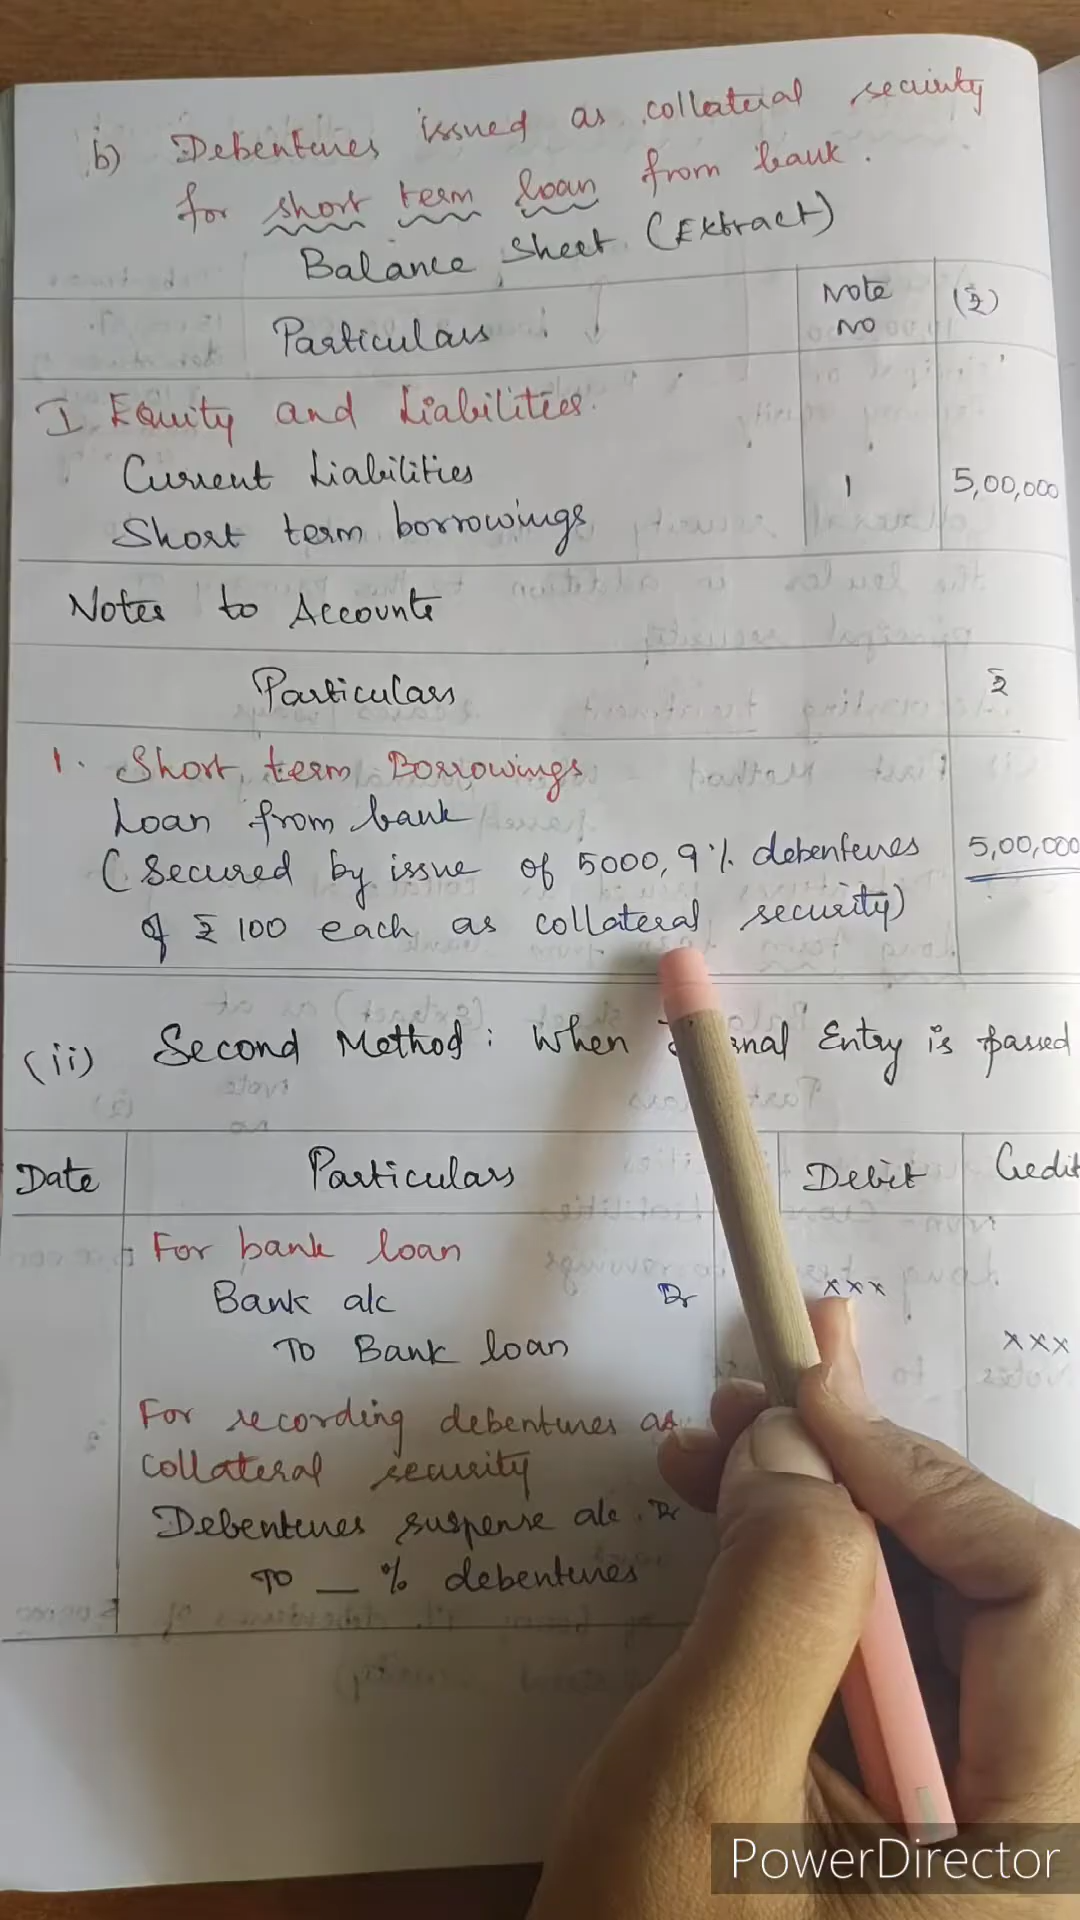 b) Debentures issued as collateral security
for short term loan from bank.
Balance Sheet (Extract)
Particulars Note no (₹)
I Equity and Liabilities.
Current Liabilities
Short term borrowings 1 5,00,000
Notes to Accounts
Particulars ₹
1. Short term Borrowings
Loan from bank
(Secured by issue of 5000, 9% debentures 5,00,000
of ₹ 100 each as collateral security)
(ii) Second Method: When nal Entry is passed
Date Particulars Debit Credit
For bank loan
Bank a/c Dr xxx
To Bank loan xxx
For recording debentures as
collateral security
Debentures suspense a/c. Dr
To __ % debentures
PowerDirector